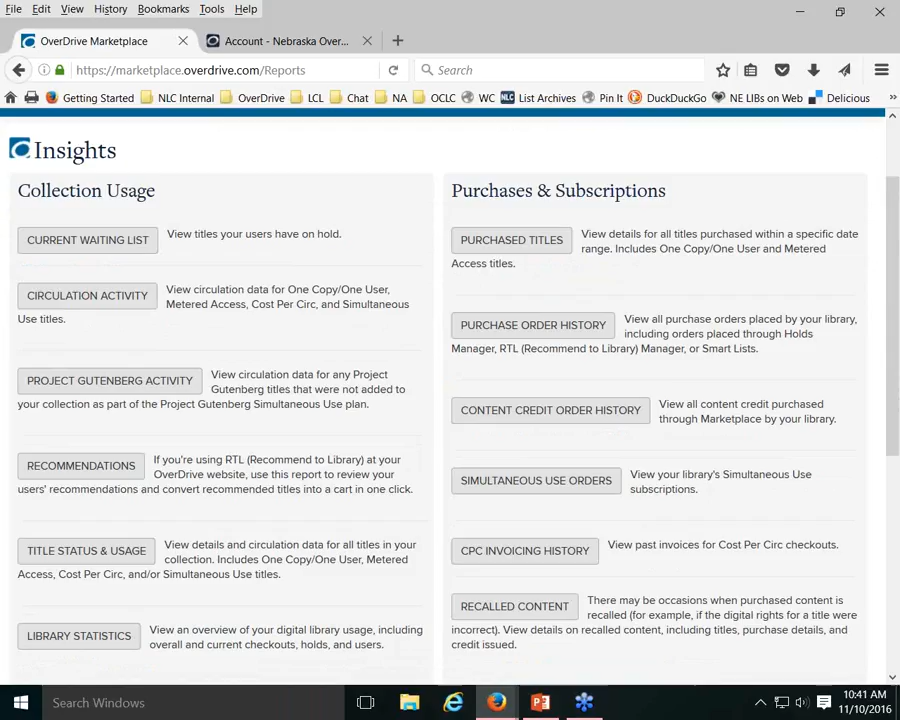 File Edit View History Bookmarks Tools Help
OverDrive Marketplace
Account - Nebraska Over...
https://marketplace.overdrive.com/Reports
Search
Getting Started NLC Internal OverDrive LCL Chat NA OCLC WC NLC List Archives Pin It DuckDuckGo NE LIBs on Web Delicious
Insights
Collection Usage
CURRENT WAITING LIST View titles your users have on hold.
CIRCULATION ACTIVITY View circulation data for One Copy/One User,
Metered Access, Cost Per Circ, and Simultaneous
Use titles.
PROJECT GUTENBERG ACTIVITY View circulation data for any Project
Gutenberg titles that were not added to
your collection as part of the Project Gutenberg Simultaneous Use plan.
RECOMMENDATIONS If you're using RTL (Recommend to Library) at your
OverDrive website, use this report to review your
users' recommendations and convert recommended titles into a cart in one click.
TITLE STATUS & USAGE View details and circulation data for all titles in your
collection. Includes One Copy/One User, Metered
Access, Cost Per Circ, and/or Simultaneous Use titles.
LIBRARY STATISTICS View an overview of your digital library usage, including
overall and current checkouts, holds, and users.
Purchases & Subscriptions
PURCHASED TITLES View details for all titles purchased within a specific date
range. Includes One Copy/One User and Metered
Access titles.
PURCHASE ORDER HISTORY View all purchase orders placed by your library,
including orders placed through Holds
Manager, RTL (Recommend to Library) Manager, or Smart Lists.
CONTENT CREDIT ORDER HISTORY View all content credit purchased
through Marketplace by your library.
SIMULTANEOUS USE ORDERS View your library's Simultaneous Use
subscriptions.
CPC INVOICING HISTORY View past invoices for Cost Per Circ checkouts.
RECALLED CONTENT There may be occasions when purchased content is
recalled (for example, if the digital rights for a title were
incorrect). View details on recalled content, including titles, purchase details, and
credit issued.
Search Windows
10:41 AM
11/10/2016